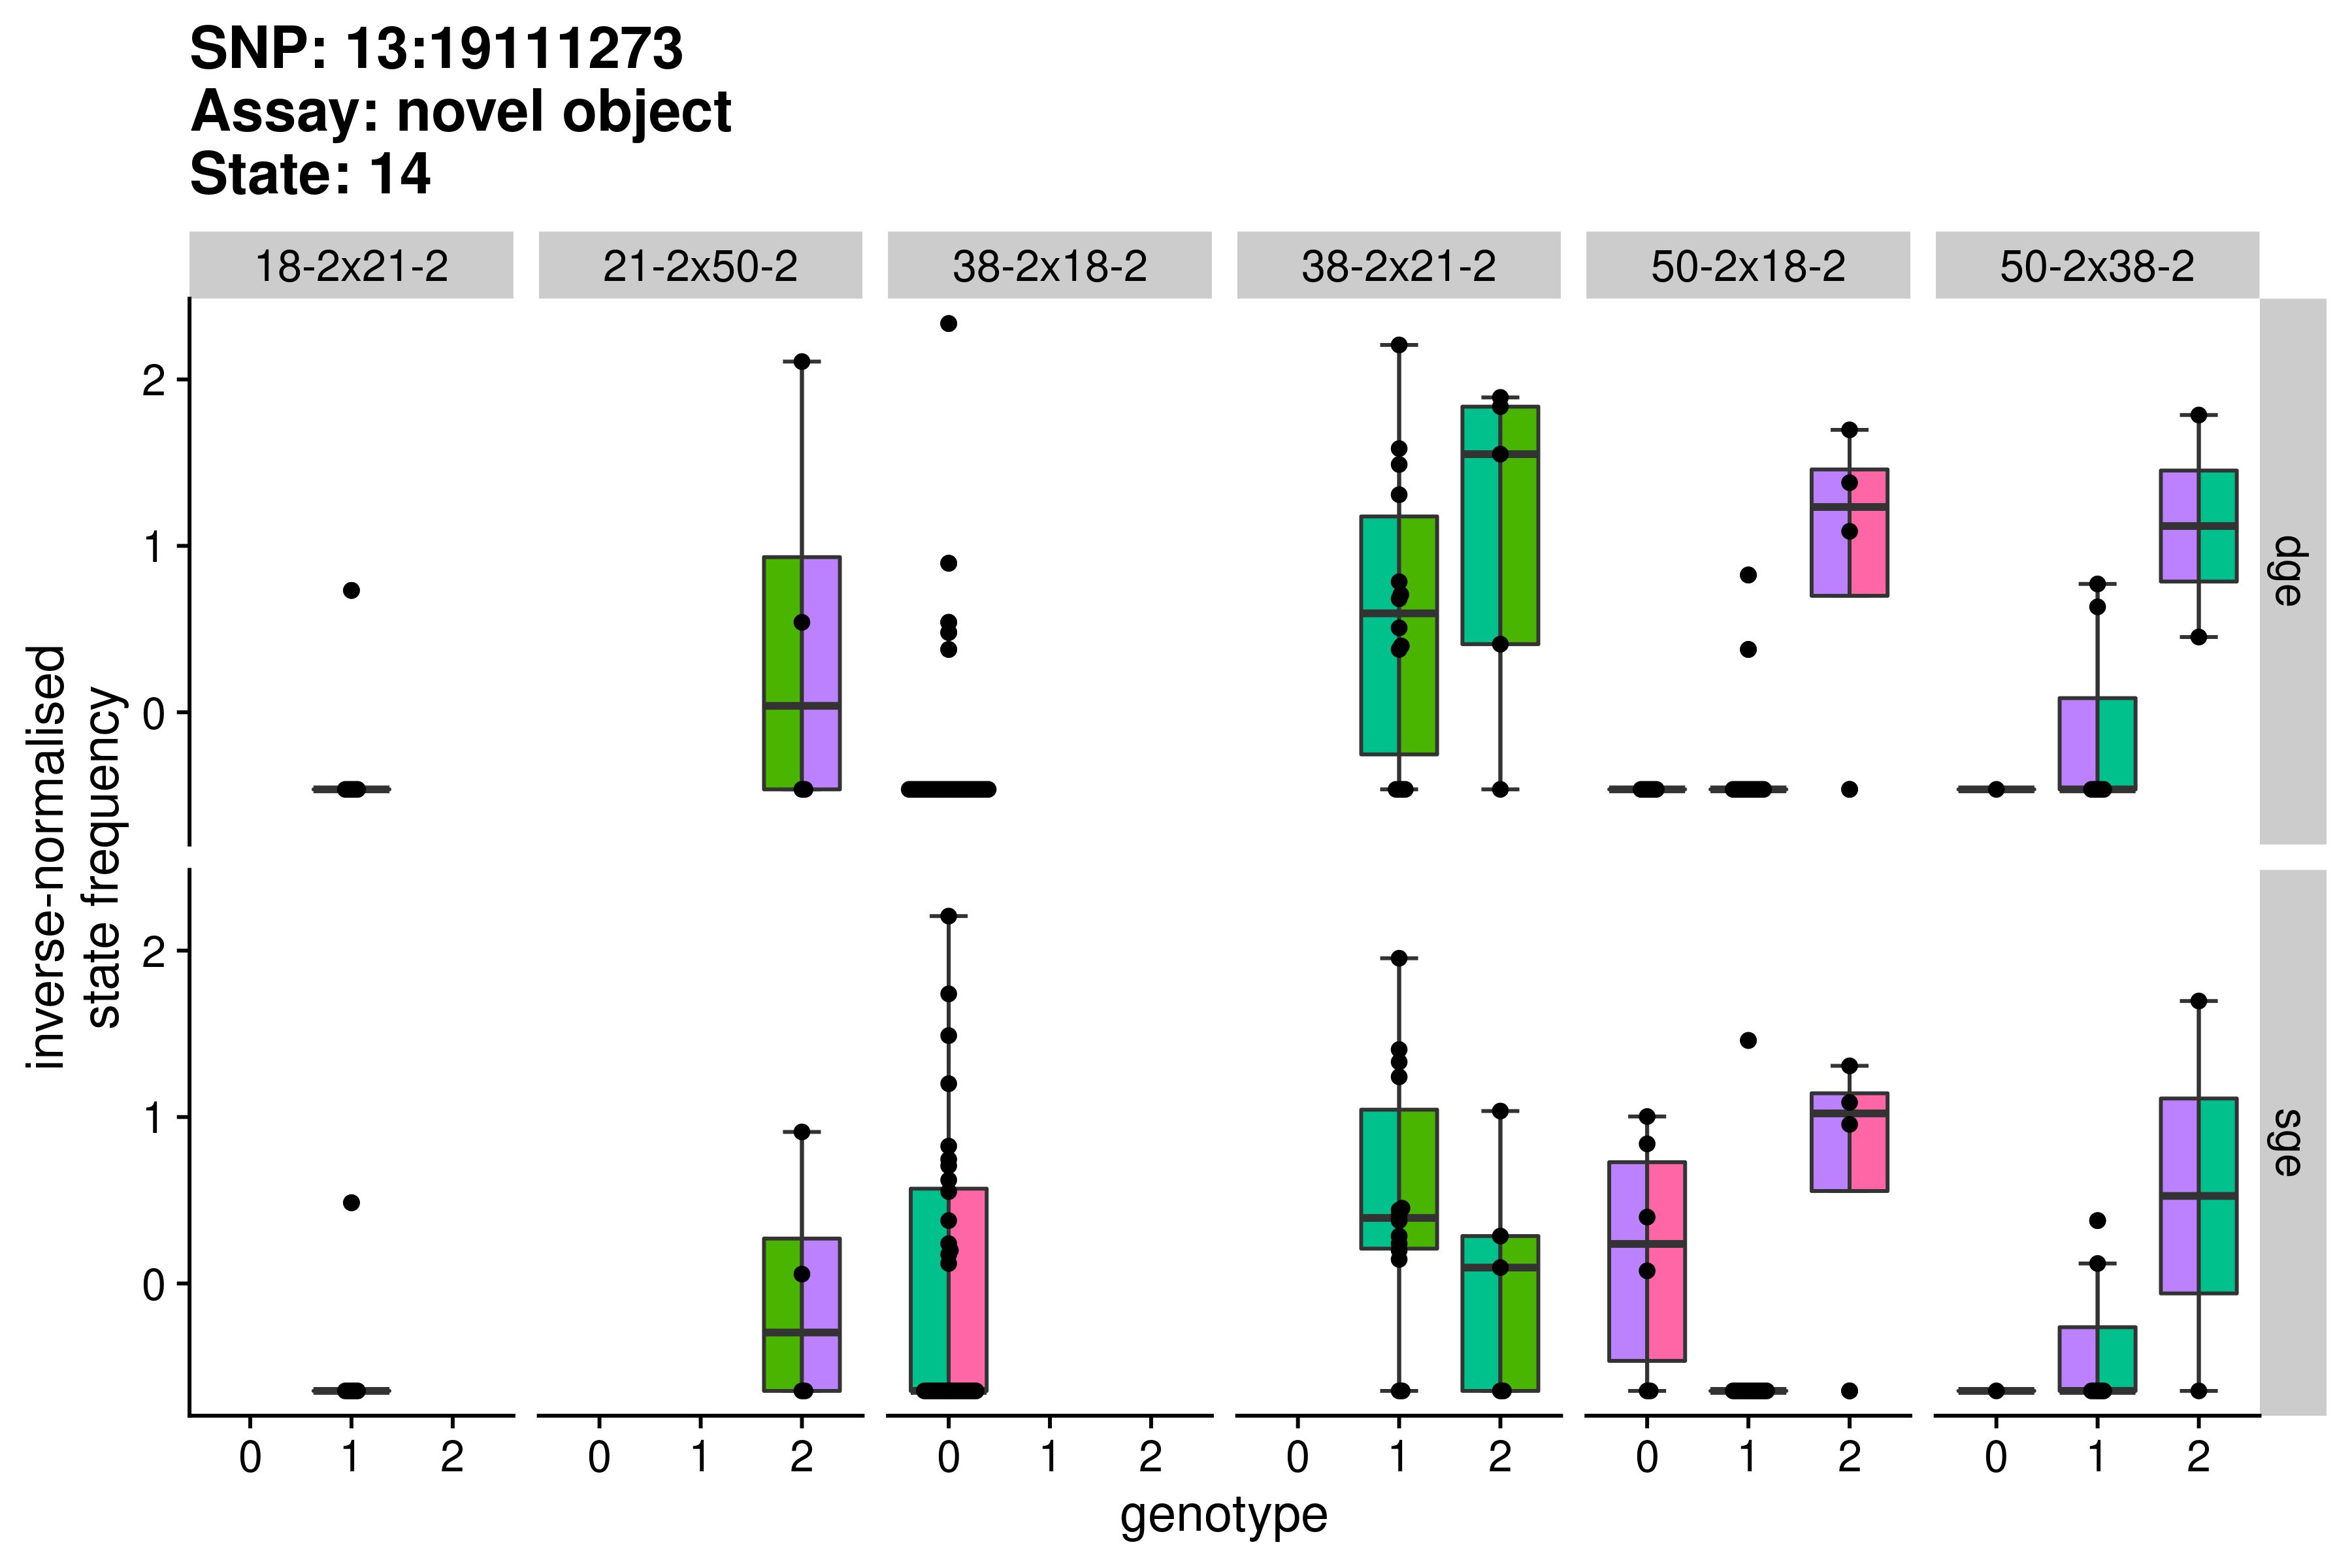 SNP: 13:19111273
Assay: novel object
State: 14
18-2x21-2
21-2x50-2
38-2x18-2
38-2x21-2
50-2x18-2
50-2x38-2
inverse-normalised
state frequency
2
1
0
dge
2
1
0
sge
0 1 2
0 1 2
0 1 2
0 1 2
0 1 2
0 1 2
genotype